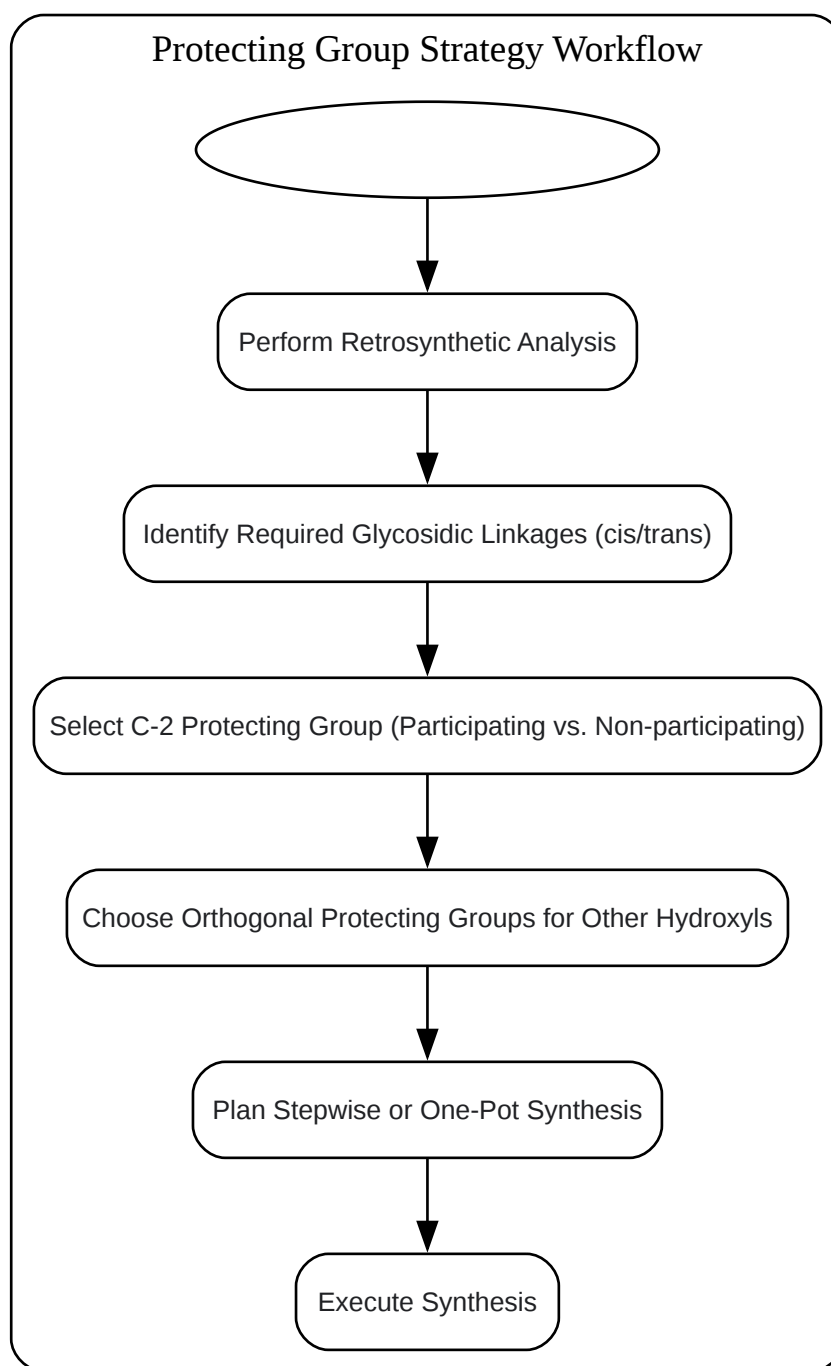 Protecting Group Strategy Workflow
Perform Retrosynthetic Analysis
Identify Required Glycosidic Linkages (cis/trans)
Select C-2 Protecting Group (Participating vs. Non-participating)
Choose Orthogonal Protecting Groups for Other Hydroxyls
Plan Stepwise or One-Pot Synthesis
Execute Synthesis